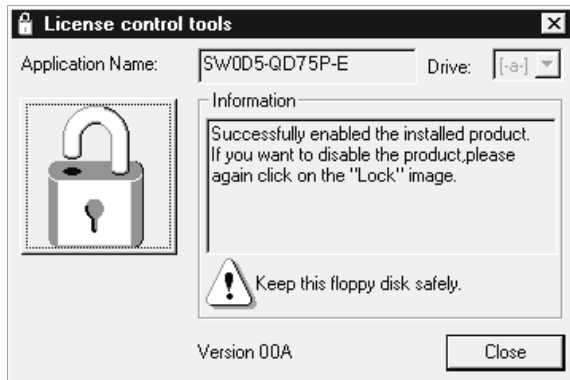 License control tools
Application Name: SW0D5-QD75P-E Drive: [-a-]
Information
Successfully enabled the installed product.
If you want to disable the product,please
again click on the "Lock" image.
Keep this floppy disk safely.
Version 00A Close